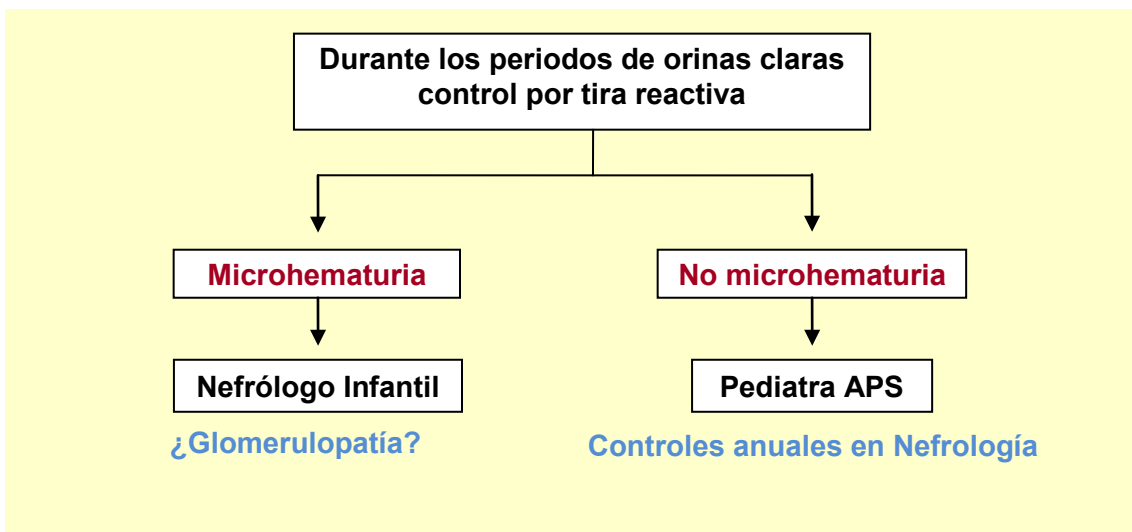 Durante los periodos de orinas claras
control por tira reactiva
Microhematuria
No microhematuria
Nefrólogo Infantil
Pediatra APS
¿Glomerulopatía?
Controles anuales en Nefrología